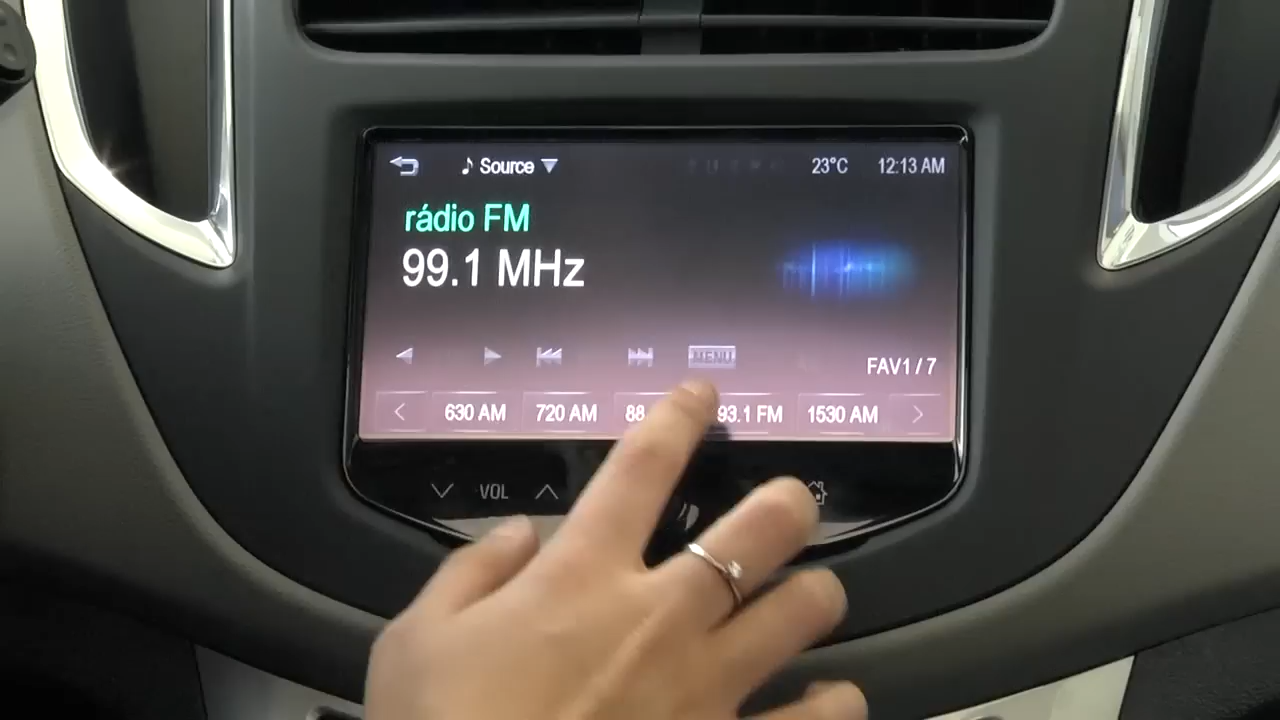 Source 23°C 12:13 AM
rádio FM
99.1 MHz
MENU FAV1 / 7
630 AM 720 AM 88. 93.1 FM 1530 AM
VOL